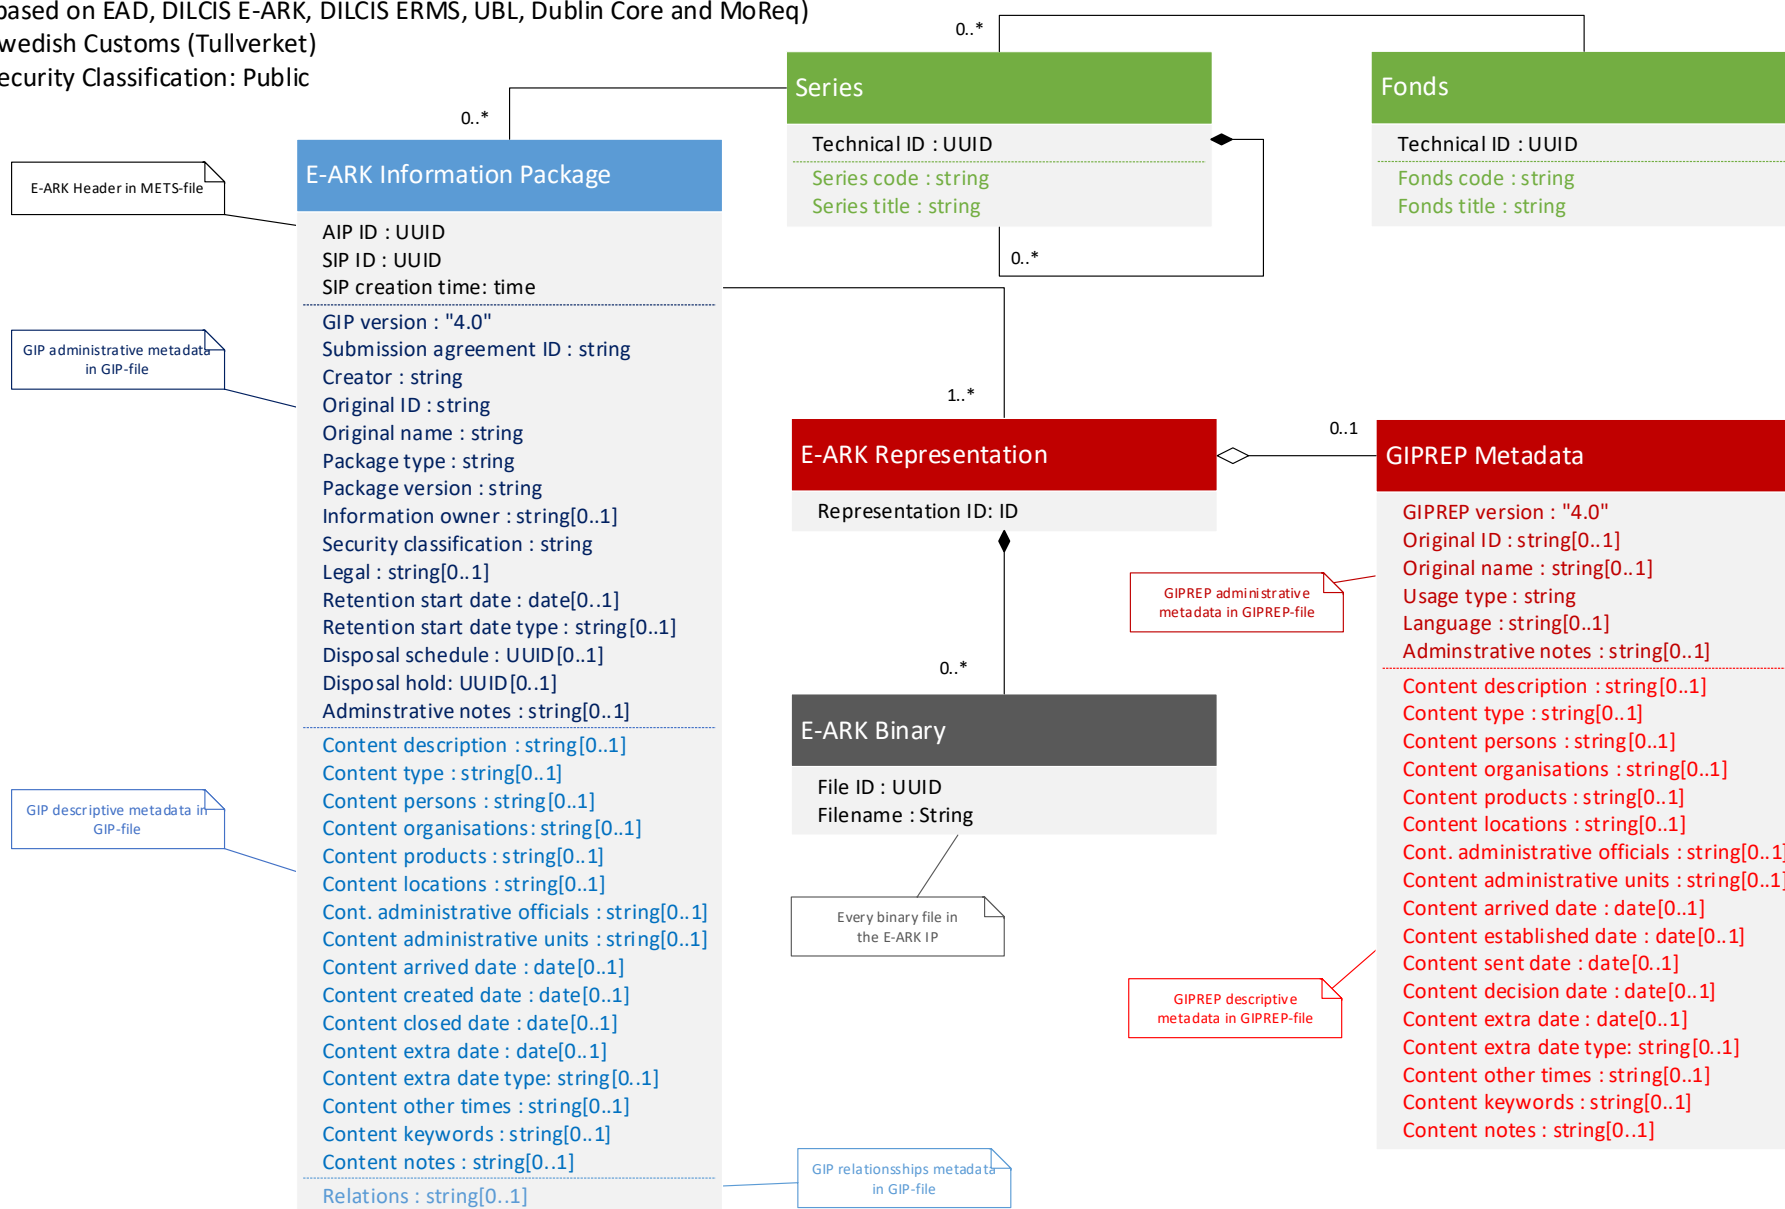 based on EAD, DILCIS E-ARK, DILCIS ERMS, UBL, Dublin Core and MoReq)
wedish Customs (Tullverket)
ecurity Classification: Public
0..*
Series
Technical ID : UUID
Series code : string
Series title : string
0..*
Fonds
Technical ID : UUID
Fonds code : string
Fonds title : string
0..*
E-ARK Header in METS-file
E-ARK Information Package
AIP ID : UUID
SIP ID : UUID
SIP creation time: time
GIP administrative metadata
in GIP-file
GIP version : "4.0"
Submission agreement ID : string
Creator : string
Original ID : string
Original name : string
Package type : string
Package version : string
Information owner : string[0..1]
Security classification : string
Legal : string[0..1]
Retention start date : date[0..1]
Retention start date type : string[0..1]
Disposal schedule : UUID[0..1]
Disposal hold: UUID[0..1]
Adminstrative notes : string[0..1]
GIP descriptive metadata in
GIP-file
Content description : string[0..1]
Content type : string[0..1]
Content persons : string[0..1]
Content organisations: string[0..1]
Content products : string[0..1]
Content locations : string[0..1]
Cont. administrative officials : string[0..1]
Content administrative units : string[0..1]
Content arrived date : date[0..1]
Content created date : date[0..1]
Content closed date : date[0..1]
Content extra date : date[0..1]
Content extra date type: string[0..1]
Content other times : string[0..1]
Content keywords : string[0..1]
Content notes : string[0..1]
Relations : string[0..1]
GIP relationsships metadata
in GIP-file
1..*
E-ARK Representation
Representation ID: ID
0..1
0..*
E-ARK Binary
File ID : UUID
Filename : String
Every binary file in
the E-ARK IP
GIPREP Metadata
GIPREP version : "4.0"
Original ID : string[0..1]
Original name : string[0..1]
Usage type : string
Language : string[0..1]
Adminstrative notes : string[0..1]
GIPREP administrative
metadata in GIPREP-file
Content description : string[0..1]
Content type : string[0..1]
Content persons : string[0..1]
Content organisations : string[0..1]
Content products : string[0..1]
Content locations : string[0..1]
Cont. administrative officials : string[0..1]
Content administrative units : string[0..1]
Content arrived date : date[0..1]
Content established date : date[0..1]
Content sent date : date[0..1]
Content decision date : date[0..1]
Content extra date : date[0..1]
Content extra date type: string[0..1]
Content other times : string[0..1]
Content keywords : string[0..1]
Content notes : string[0..1]
GIPREP descriptive
metadata in GIPREP-file